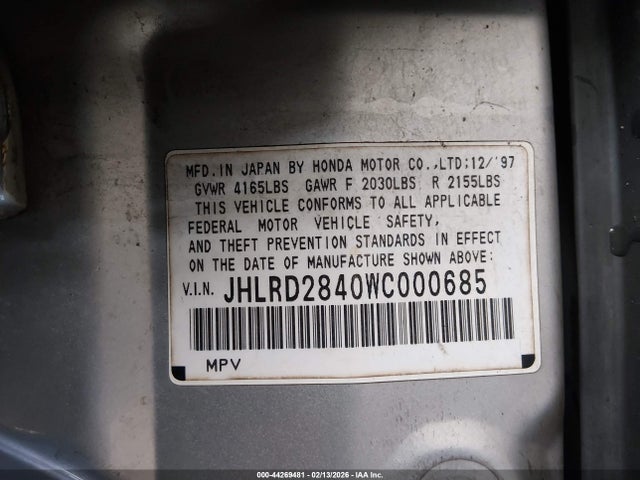 MFD.IN JAPAN BY HONDA MOTOR CO.,LTD:12/'97
GVWR 4165LBS GAWR F 2030LBS R 2155LBS
THIS VEHICLE CONFORMS TO ALL APPLICABLE
FEDERAL MOTOR VEHICLE SAFETY,
AND THEFT PREVENTION STANDARDS IN EFFECT
ON THE DATE OF MANUFACTURE SHOWN ABOVE:
V.I.N. JHLRD2840WC000685
MPV
000-44269481 - 02/13/2026 - IAA Inc.